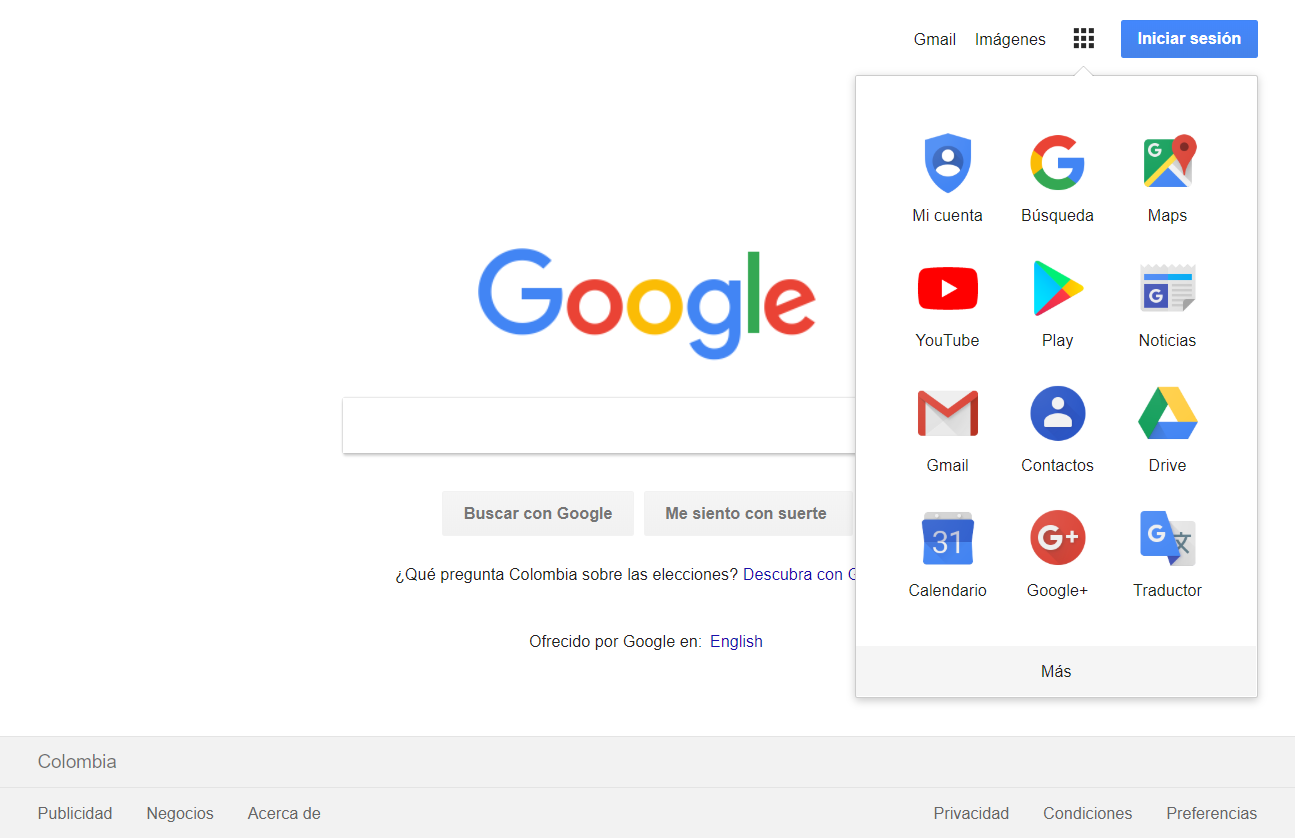 Gmail Imágenes Iniciar sesión
Mi cuenta Búsqueda Maps
YouTube Play Noticias
Gmail Contactos Drive
31 G+
Calendario Google+ Traductor
Más
Google
Buscar con Google Me siento con suerte
¿Qué pregunta Colombia sobre las elecciones? Descubra con
Ofrecido por Google en: English
Colombia
Publicidad Negocios Acerca de Privacidad Condiciones Preferencias